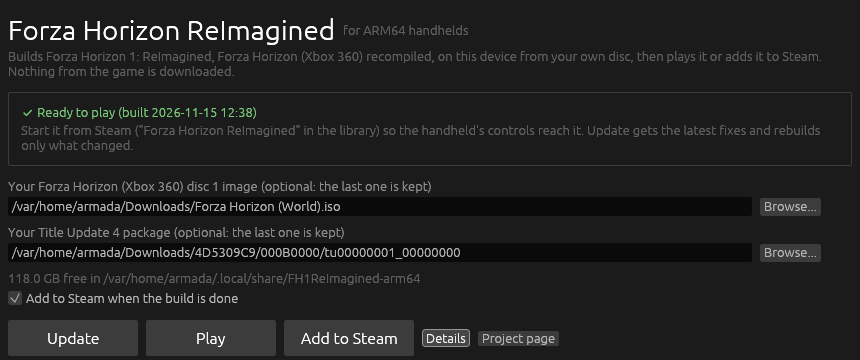 Forza Horizon ReImagined for ARM64 handhelds
Builds Forza Horizon 1: ReImagined, Forza Horizon (Xbox 360) recompiled, on this device from your own disc, then plays it or adds it to Steam.
Nothing from the game is downloaded.
✓ Ready to play (built 2026-11-15 12:38)
Start it from Steam ("Forza Horizon ReImagined" in the library) so the handheld's controls reach it. Update gets the latest fixes and rebuilds
only what changed.
Your Forza Horizon (Xbox 360) disc 1 image (optional: the last one is kept)
/var/home/armada/Downloads/Forza Horizon (World).iso Browse...
Your Title Update 4 package (optional: the last one is kept)
/var/home/armada/Downloads/4D5309C9/000B0000/tu00000001_00000000 Browse...
118.0 GB free in /var/home/armada/.local/share/FH1ReImagined-arm64
✓ Add to Steam when the build is done
Update Play Add to Steam Details Project page